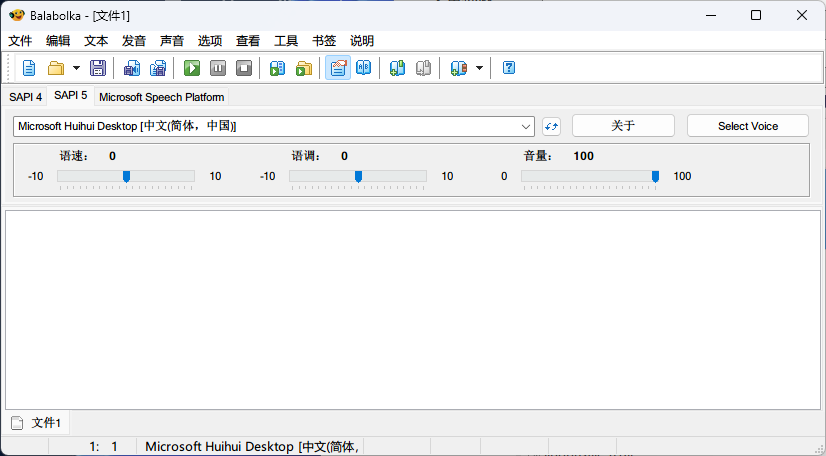 Balabolka - [文件1]
文件 编辑 文本 发音 声音 选项 查看 工具 书签 说明
SAPI 4 SAPI 5 Microsoft Speech Platform
Microsoft Huihui Desktop [中文(简体，中国)] 关于 Select Voice
语速： 0 语调： 0 音量： 100
-10 10 -10 10 0 100
文件1
1: 1 Microsoft Huihui Desktop [中文(简体,